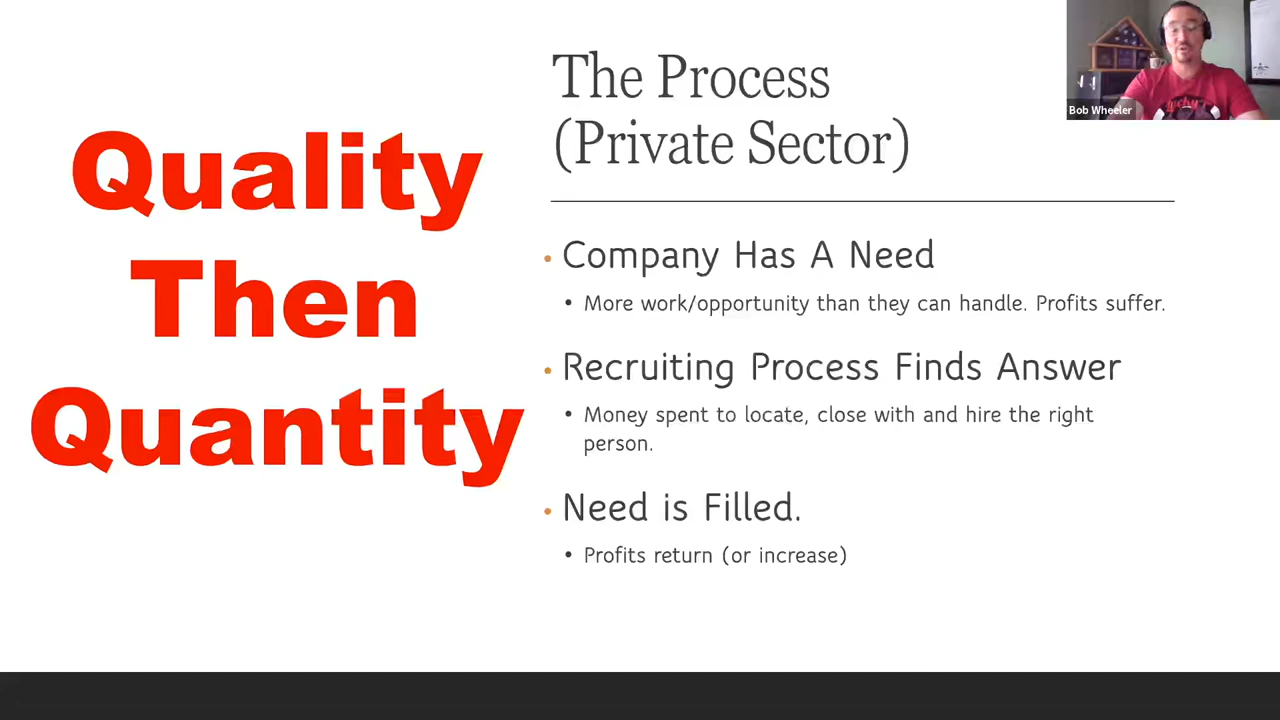 Quality
Then
Quantity
The Process
(Private Sector)
• Company Has A Need
• More work/opportunity than they can handle. Profits suffer.
• Recruiting Process Finds Answer
• Money spent to locate, close with and hire the right
person.
• Need is Filled.
• Profits return (or increase)
Bob Wheeler